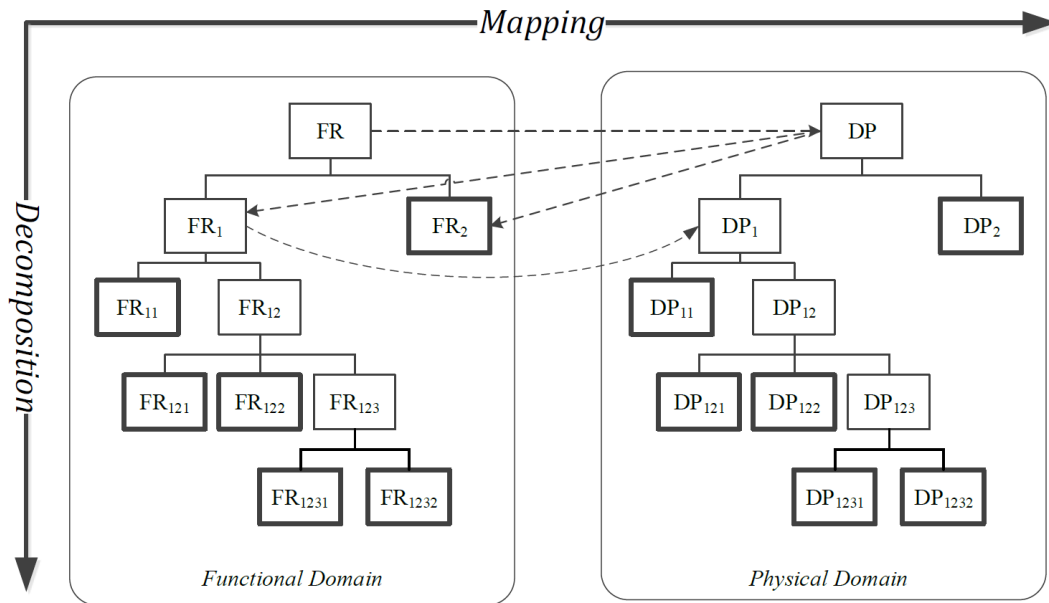 Mapping
Decomposition
FR
DP
FR₁
FR₂
DP₁
DP₂
FR₁₁
FR₁₂
DP₁₁
DP₁₂
FR₁₂₁
FR₁₂₂
FR₁₂₃
DP₁₂₁
DP₁₂₂
DP₁₂₃
FR₁₂₃₁
FR₁₂₃₂
DP₁₂₃₁
DP₁₂₃₂
Functional Domain
Physical Domain